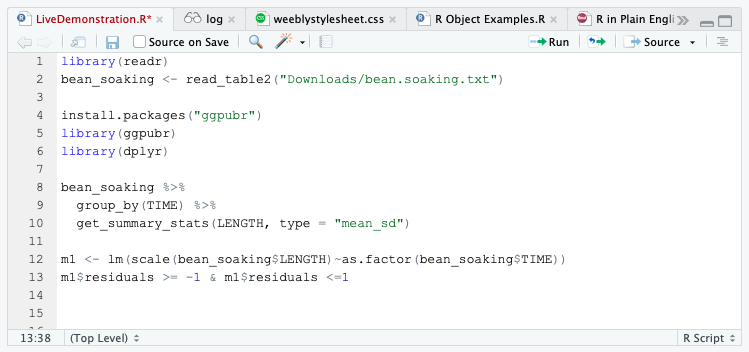 LiveDemonstration.R* × log × weeblystylesheet.css × R Object Examples.R × R in Plain Engli
Source on Save Run Source
1 library(readr)
2 bean_soaking <- read_table2("Downloads/bean.soaking.txt")
3
4 install.packages("ggpubr")
5 library(ggpubr)
6 library(dplyr)
7
8 bean_soaking %>%
9 group_by(TIME) %>%
10 get_summary_stats(LENGTH, type = "mean_sd")
11
12 m1 <- lm(scale(bean_soaking$LENGTH)~as.factor(bean_soaking$TIME))
13 m1$residuals >= -1 & m1$residuals <=1
14
15
13:38 (Top Level) R Script